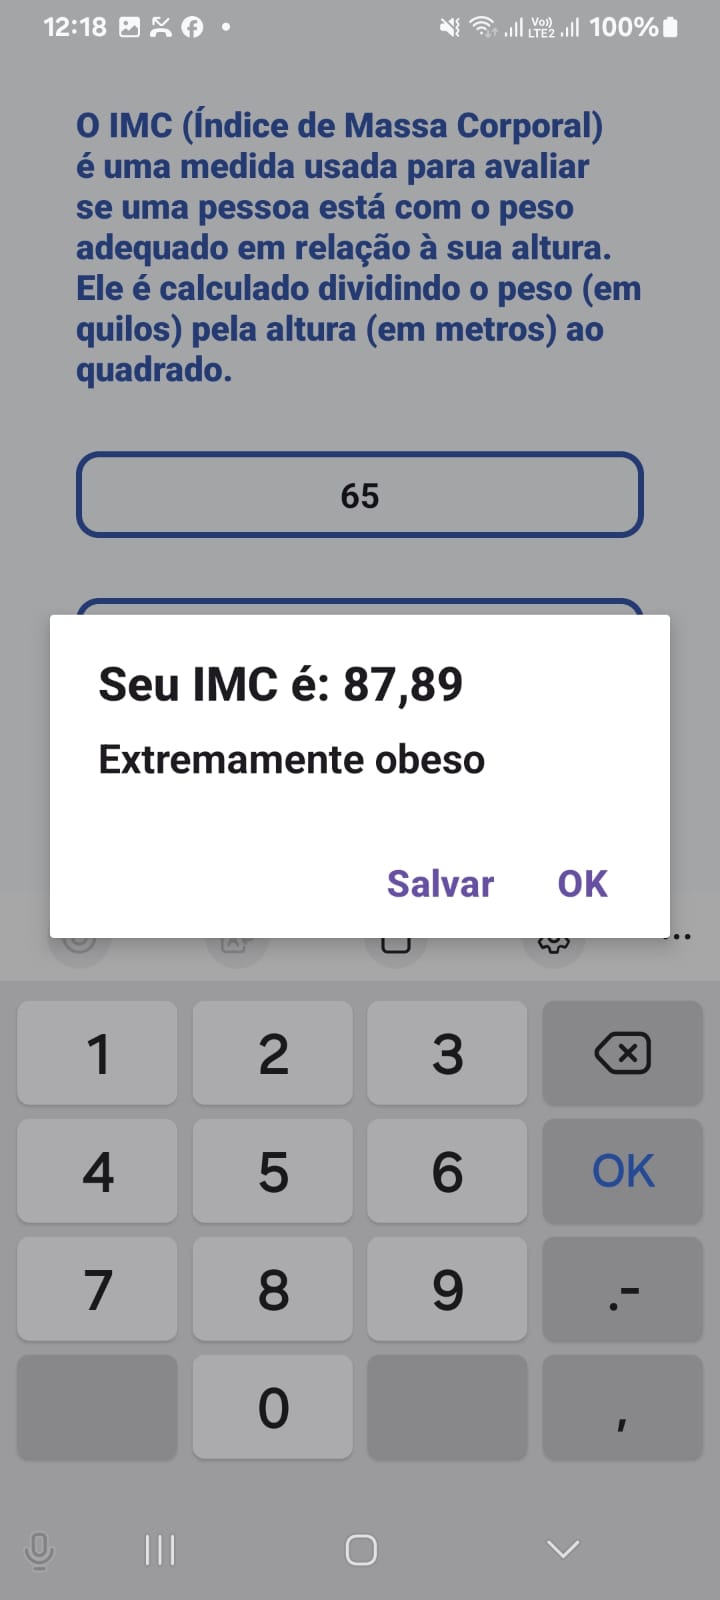 12:18
Vo)) LTE2 100%
O IMC (Índice de Massa Corporal)
é uma medida usada para avaliar
se uma pessoa está com o peso
adequado em relação à sua altura.
Ele é calculado dividindo o peso (em
quilos) pela altura (em metros) ao
quadrado.
65
Seu IMC é: 87,89
Extremamente obeso
Salvar OK
1 2 3
4 5 6 OK
7 8 9 .-
0 ,